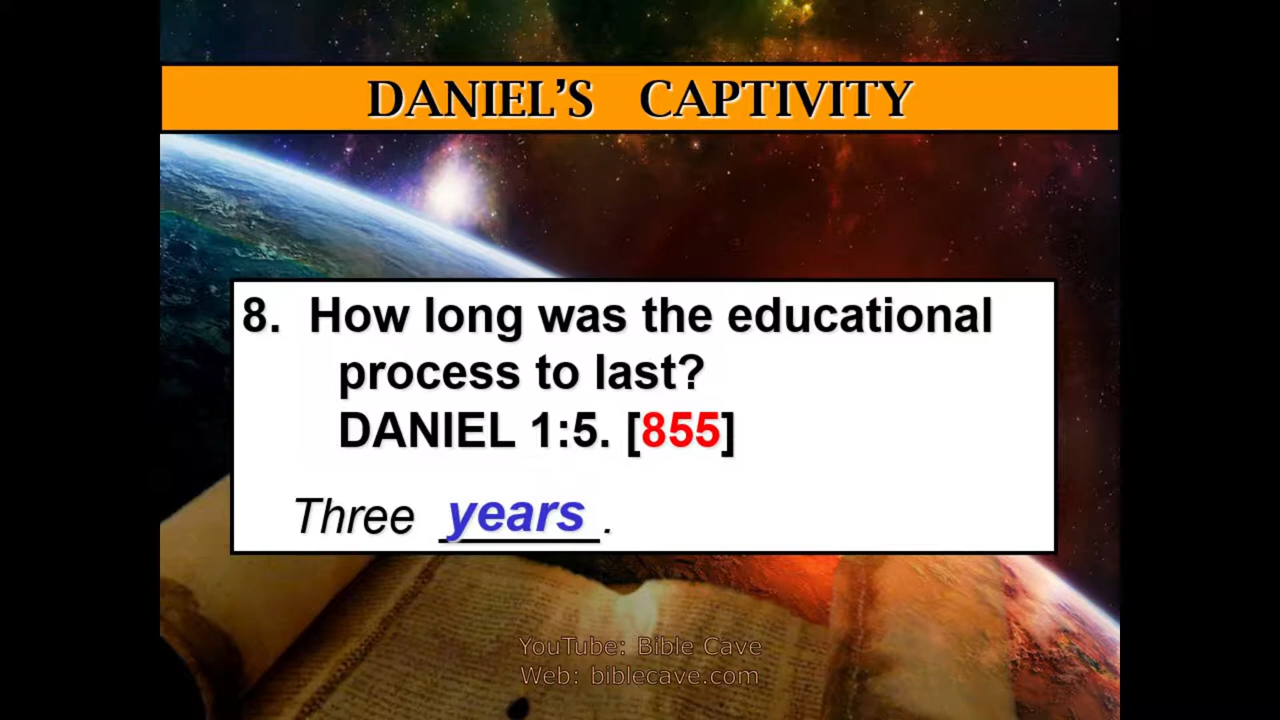 DANIEL'S CAPTIVITY
8. How long was the educational
process to last?
DANIEL 1:5. [855]
Three years.
YouTube: Bible Cave
Web: biblecave.com